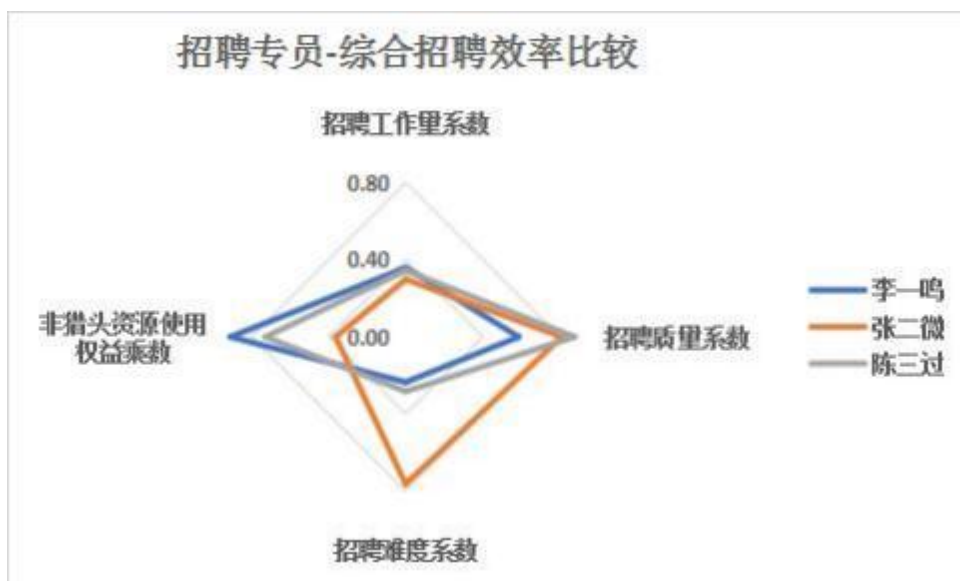 招聘专员-综合招聘效率比较
招聘工作量系数
0.80
0.40
0.00
非猎头资源使用
权益乘数
招聘质量系数
招聘难度系数
李一鸣
张二微
陈三过